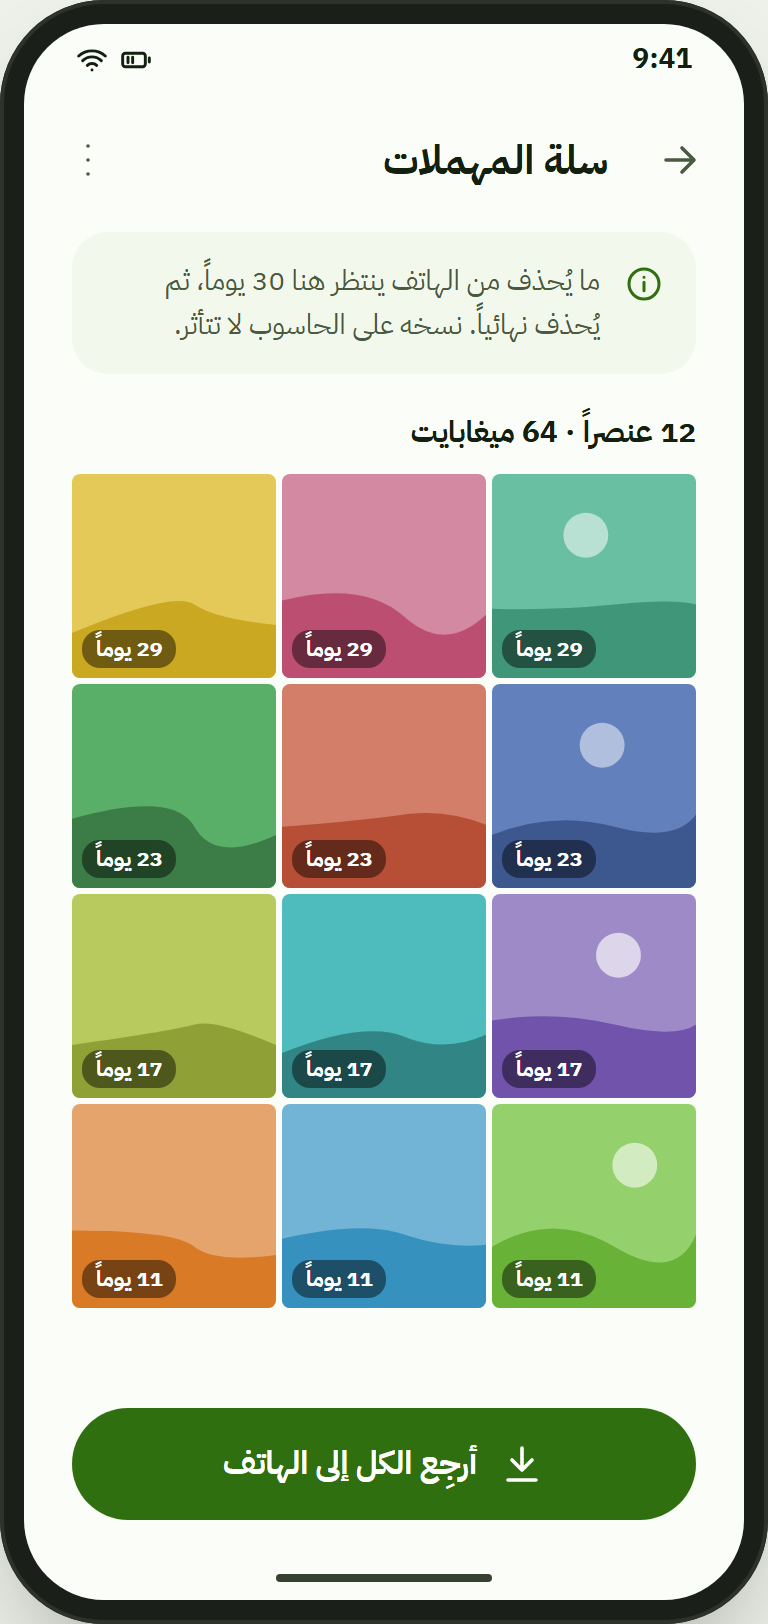 9:41
سلة المهملات
ما يُحذف من الهاتف ينتظر هنا 30 يوماً، ثم
يُحذف نهائياً. نسخه على الحاسوب لا تتأثر.
12 عنصراً · 64 ميغابايت
29 يوماً
29 يوماً
29 يوماً
23 يوماً
23 يوماً
23 يوماً
17 يوماً
17 يوماً
17 يوماً
11 يوماً
11 يوماً
11 يوماً
أرجِع الكل إلى الهاتف